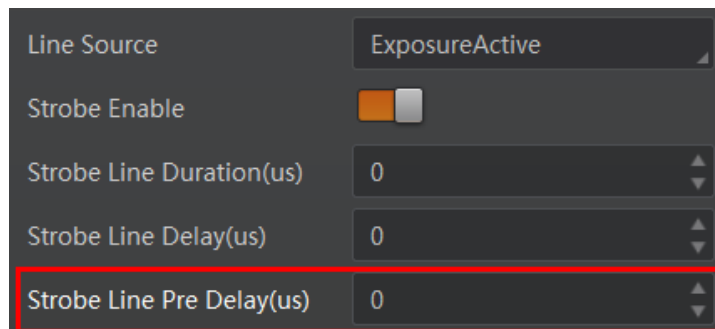 Line Source ExposureActive
Strobe Enable
Strobe Line Duration(us) 0
Strobe Line Delay(us) 0
Strobe Line Pre Delay(us) 0